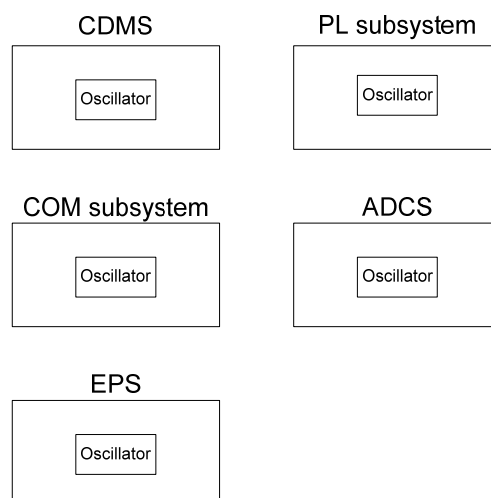 CDMS
Oscillator
PL subsystem
Oscillator
COM subsystem
Oscillator
ADCS
Oscillator
EPS
Oscillator